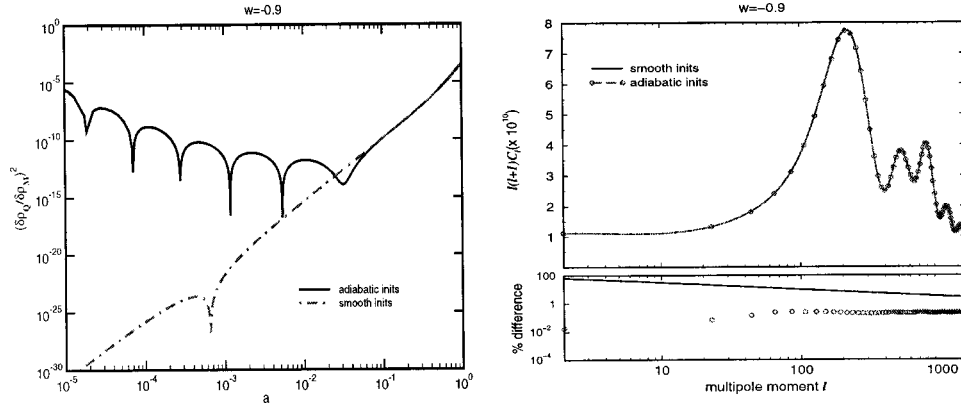 w=-0.9
10^0
10^-5
10^-10
10^-15
10^-20
10^-25
10^-30
(δρ_Q/δρ_M)^2
adiabatic inits
smooth inits
10^-5 10^-4 10^-3 10^-2 10^-1 10^0
a
w=-0.9
8
7
6
5
4
3
2
1
l(l+1)C_l(x 10^10)
smooth inits
adiabatic inits
100
1
10^-2
10^-4
% difference
10 100 1000
multipole moment l